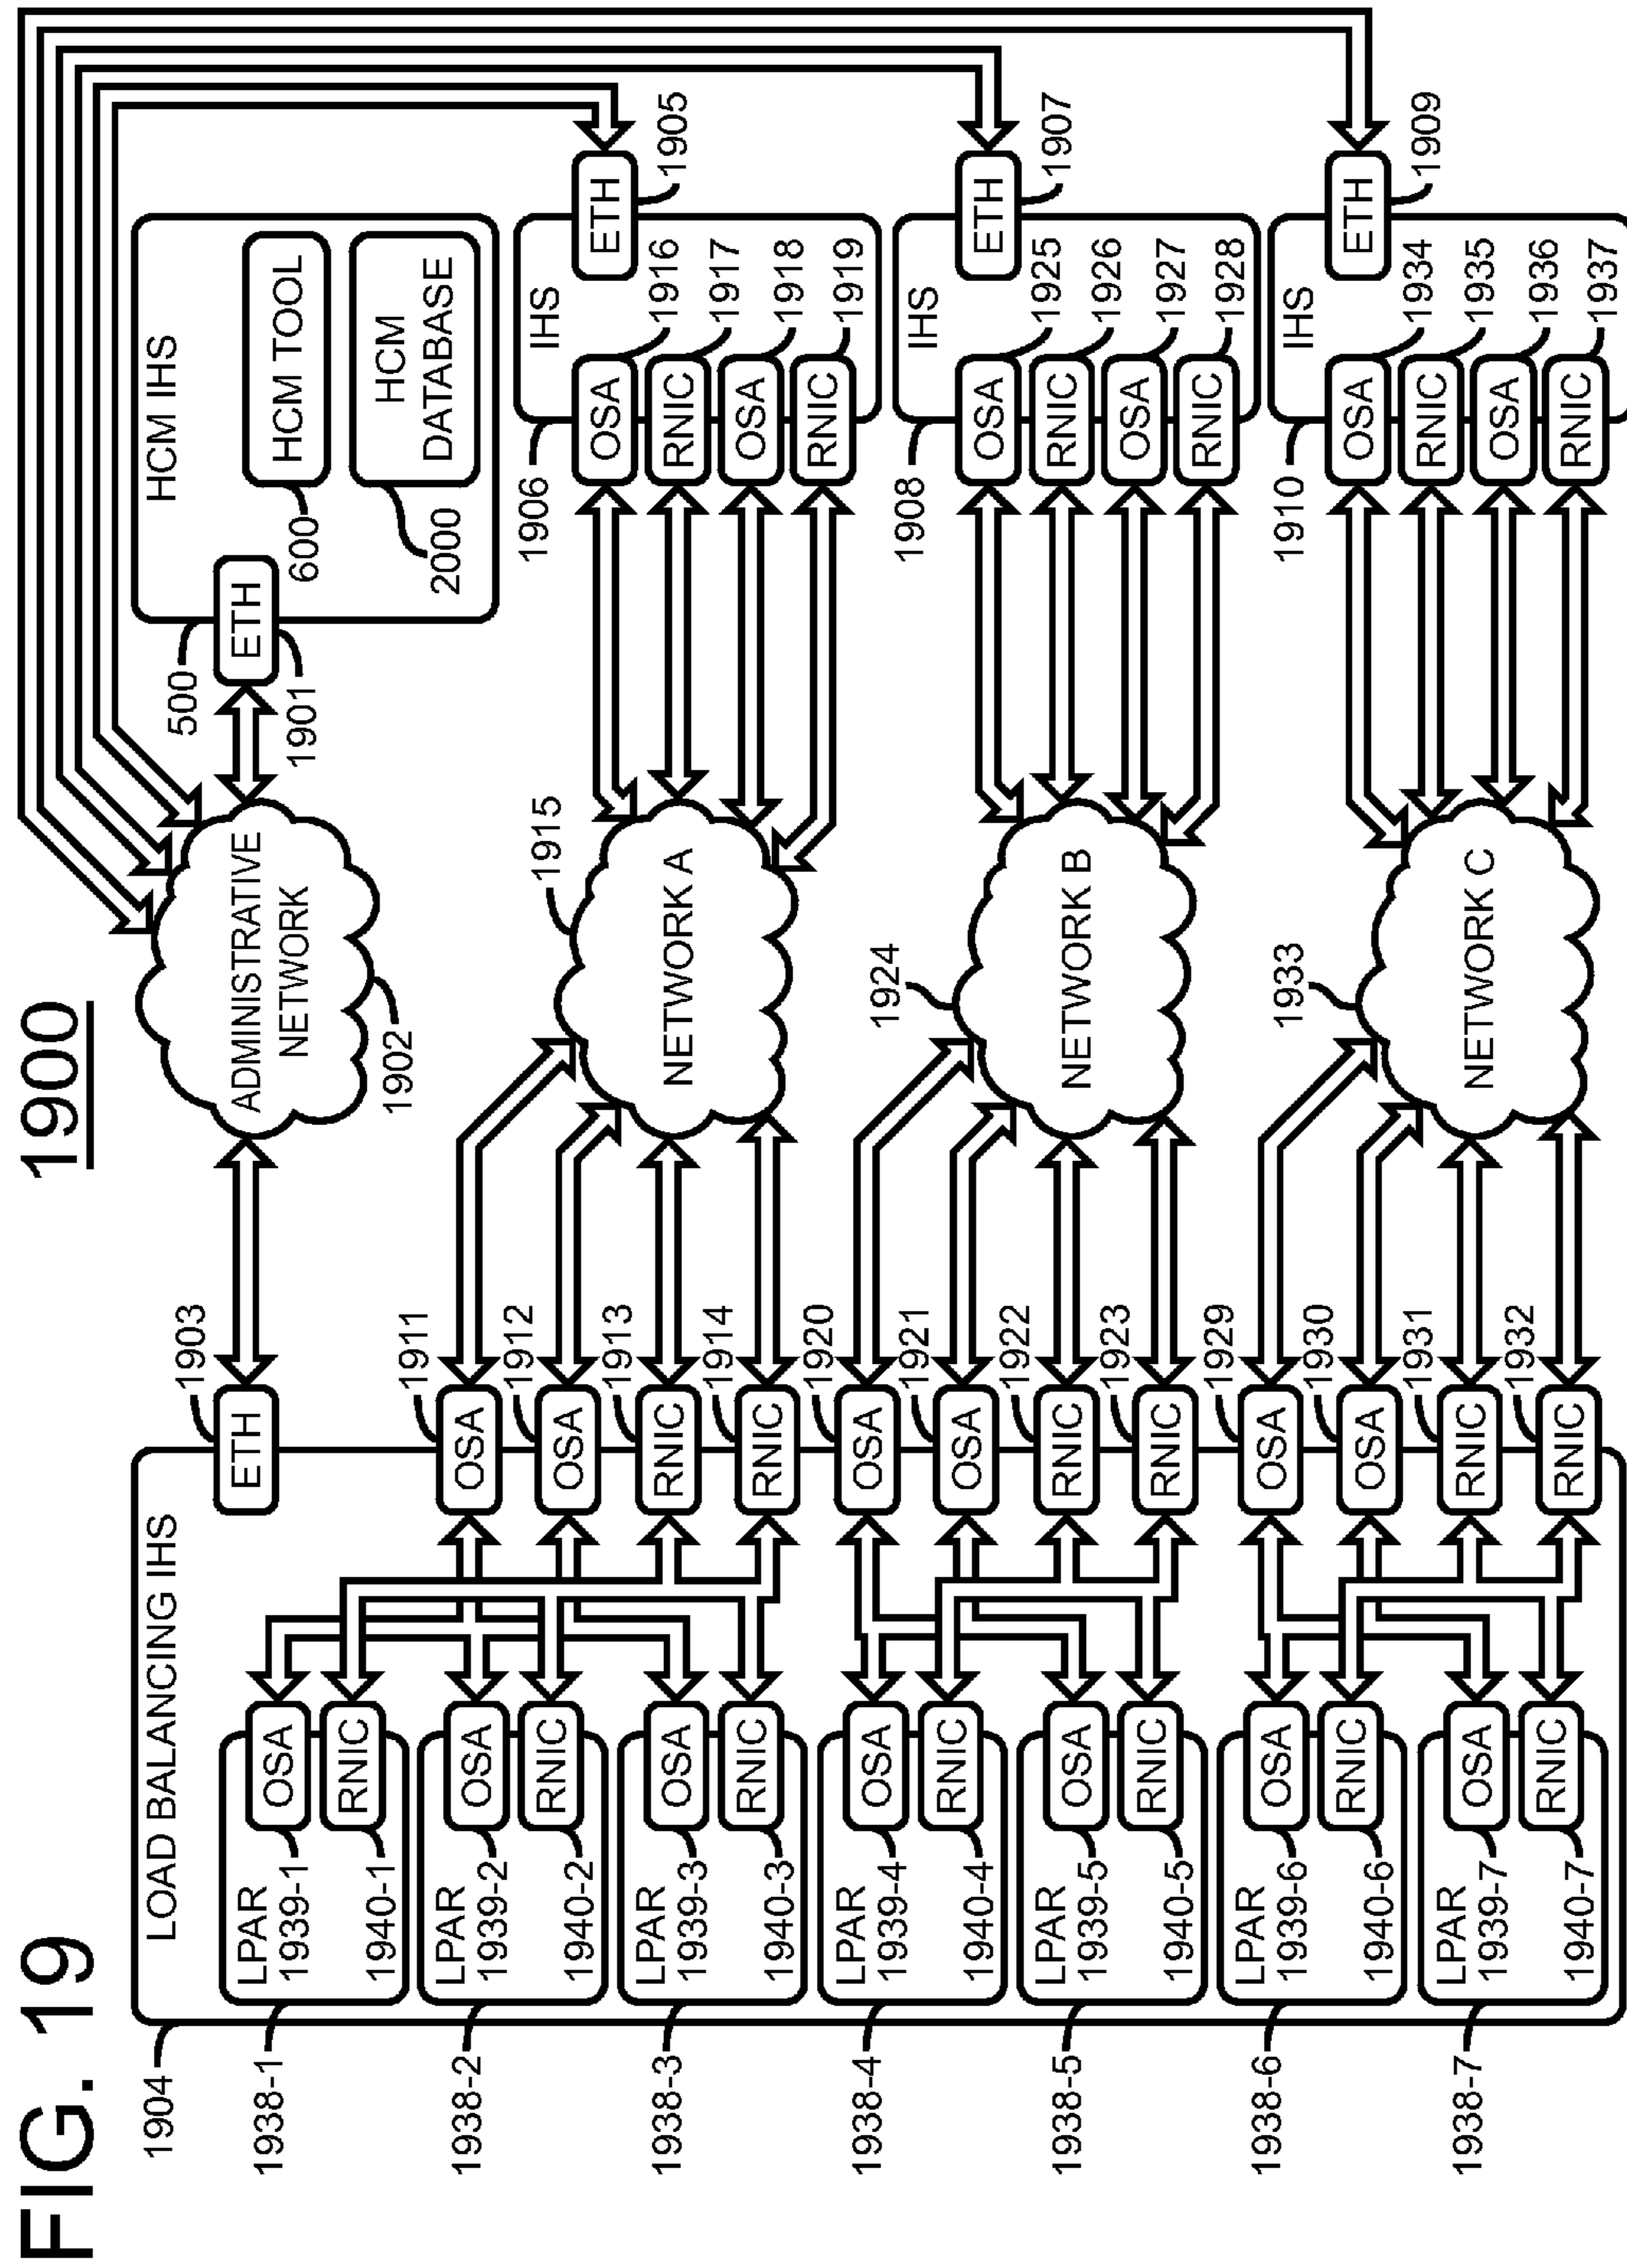 FIG. 19
1900
LOAD BALANCING IHS
1904
LPAR
1938-1
1939-1
OSA
1940-1
RNIC
LPAR
1938-2
1939-2
OSA
1940-2
RNIC
LPAR
1938-3
1939-3
OSA
1940-3
RNIC
LPAR
1938-4
1939-4
OSA
1940-4
RNIC
LPAR
1938-5
1939-5
OSA
1940-5
RNIC
LPAR
1938-6
1939-6
OSA
1940-6
RNIC
LPAR
1938-7
1939-7
OSA
1940-7
RNIC
ETH
1903
OSA
1911
OSA
1912
RNIC
1913
RNIC
1914
OSA
1920
OSA
1921
RNIC
1922
RNIC
1923
OSA
1929
OSA
1930
RNIC
1931
RNIC
1932
ADMINISTRATIVE
NETWORK
1902
NETWORK A
1915
NETWORK B
1924
NETWORK C
1933
HCM IHS
500
ETH
1901
HCM TOOL
600
HCM
DATABASE
2000
IHS
1906
ETH
1905
OSA
1916
RNIC
1917
OSA
1918
RNIC
1919
IHS
1908
ETH
1907
OSA
1925
RNIC
1926
OSA
1927
RNIC
1928
IHS
1910
ETH
1909
OSA
1934
RNIC
1935
OSA
1936
RNIC
1937